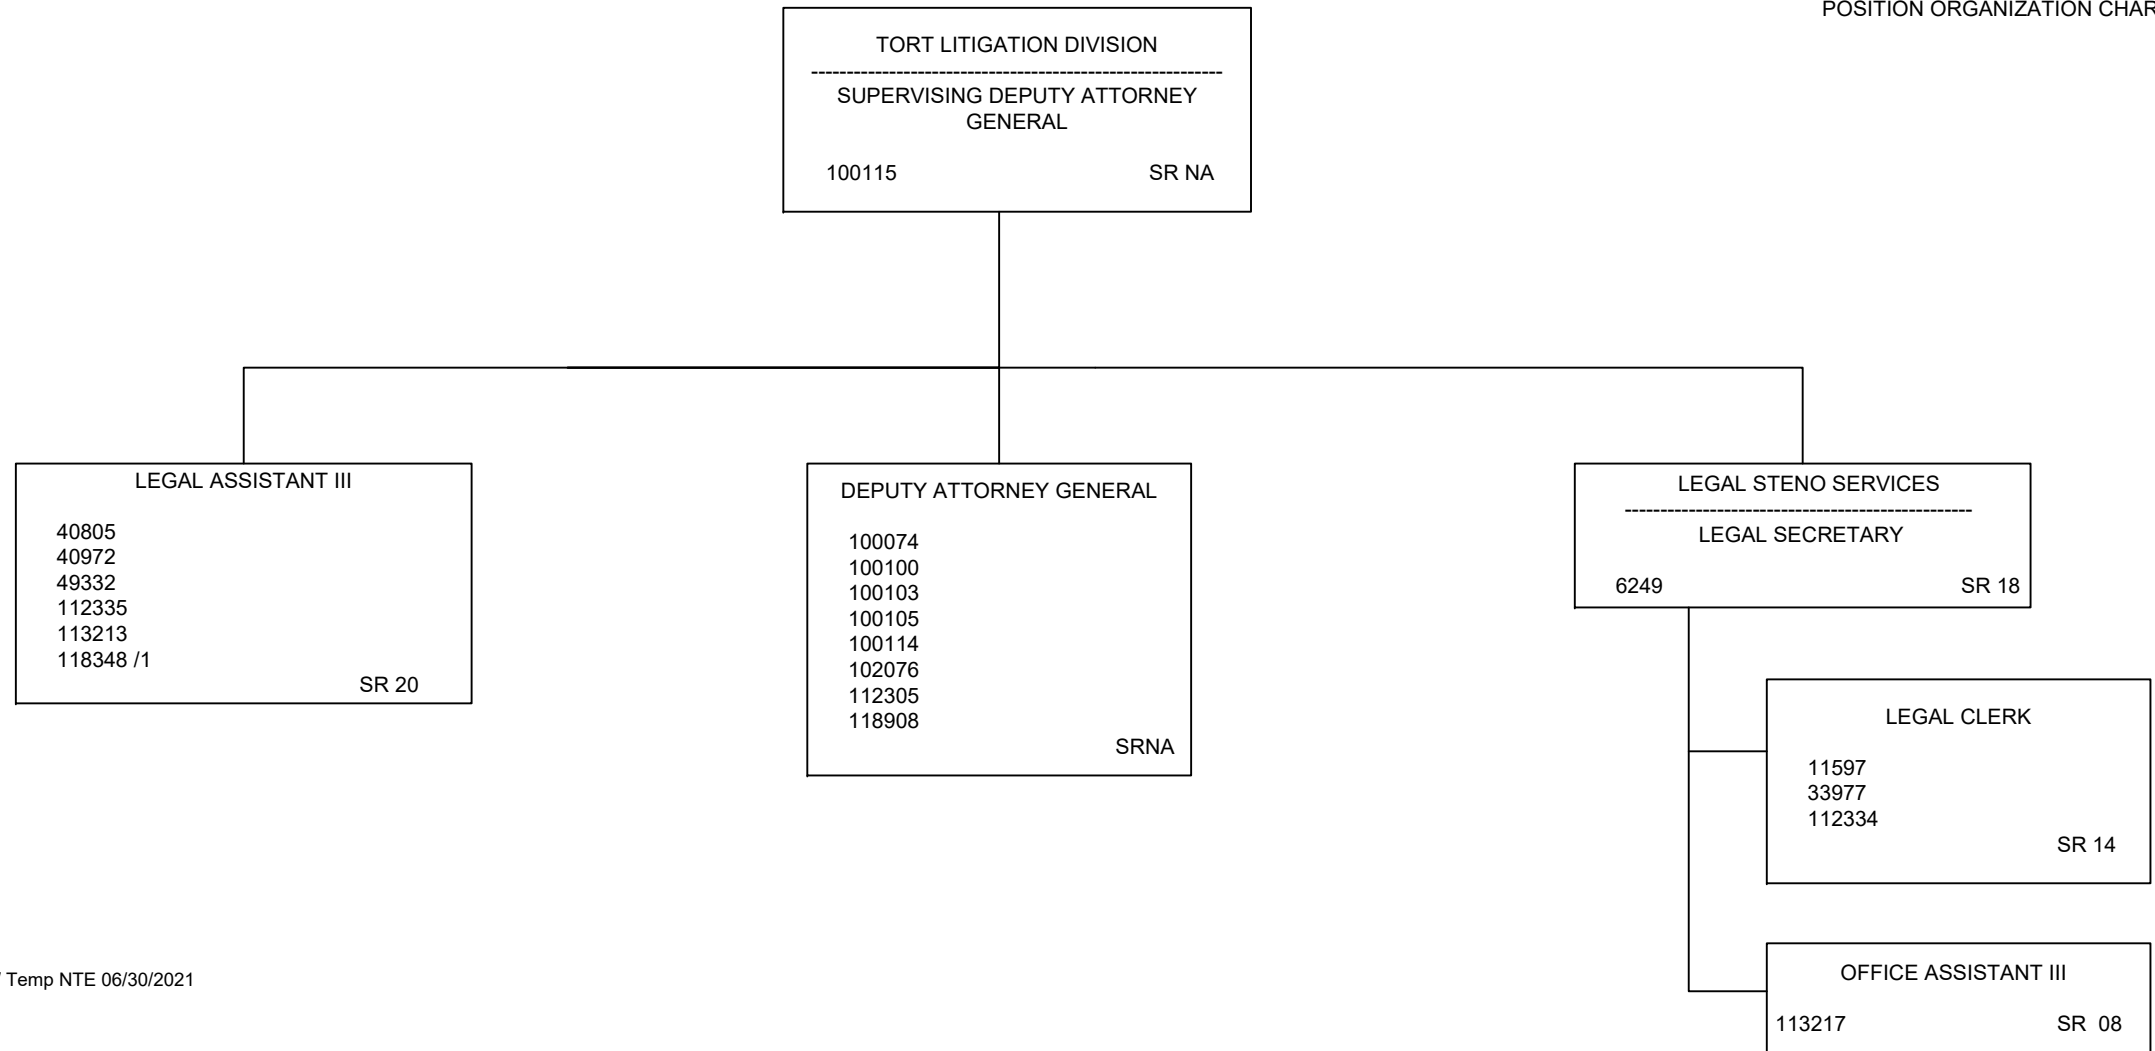 POSITION ORGANIZATION CHAR
TORT LITIGATION DIVISION
----------------------------------------------------------
SUPERVISING DEPUTY ATTORNEY
GENERAL
100115 SR NA
LEGAL ASSISTANT III
40805
40972
49332
112335
113213
118348 /1
SR 20
DEPUTY ATTORNEY GENERAL
100074
100100
100103
100105
100114
102076
112305
118908
SRNA
LEGAL STENO SERVICES
-------------------------------------------------
LEGAL SECRETARY
6249 SR 18
LEGAL CLERK
11597
33977
112334
SR 14
OFFICE ASSISTANT III
113217 SR 08
/ Temp NTE 06/30/2021